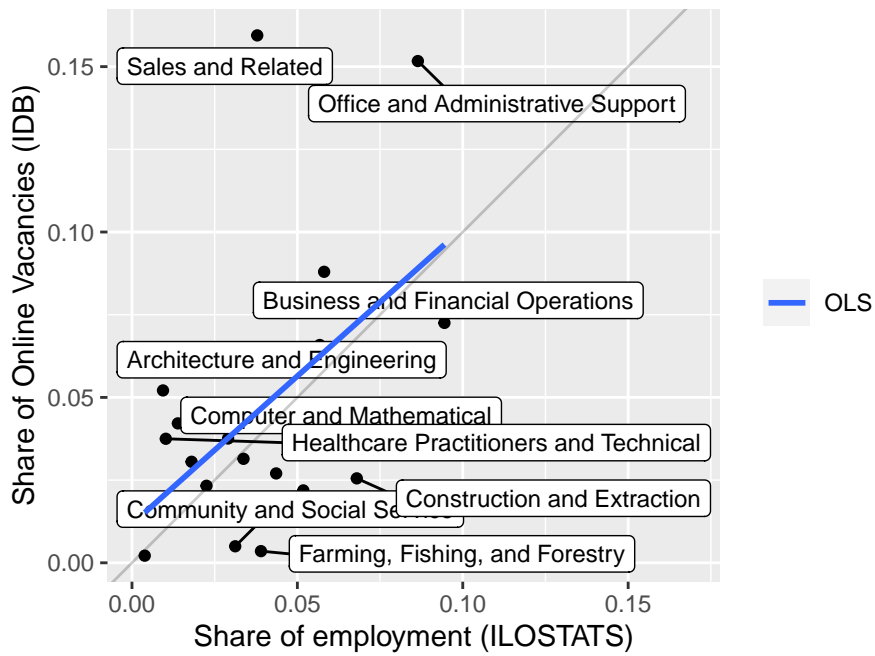 Share of Online Vacancies (IDB)
0.15
0.10
0.05
0.00
Sales and Related
Office and Administrative Support
Business and Financial Operations
Architecture and Engineering
Computer and Mathematical
Healthcare Practitioners and Technical
Construction and Extraction
Community and Social Service
Farming, Fishing, and Forestry
0.00 0.05 0.10 0.15
Share of employment (ILOSTATS)
OLS